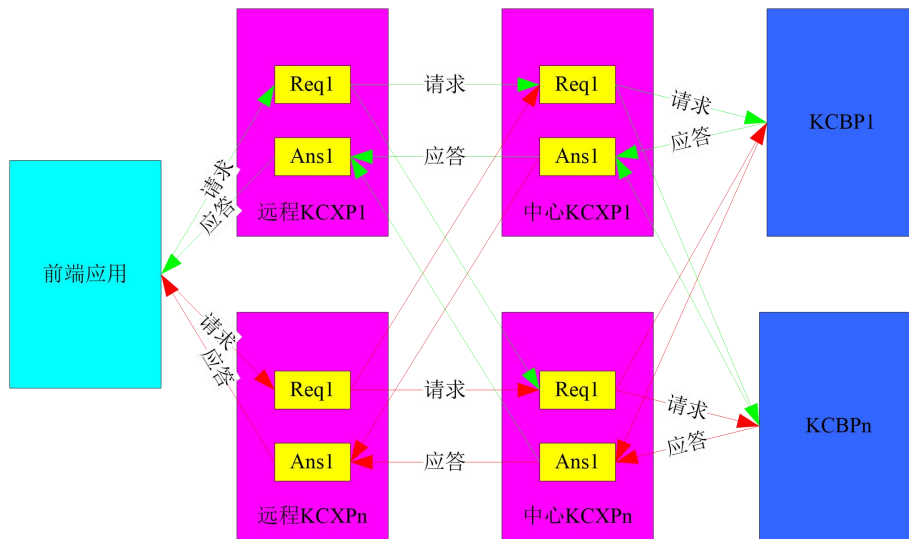 Req1
请求
Req1
请求
KCBP1
Ans1
应答
Ans1
应答
请求
应答
远程KCXP1
中心KCXP1
前端应用
请求
应答
Req1
请求
Req1
请求
KCBPn
Ans1
应答
Ans1
应答
远程KCXPn
中心KCXPn